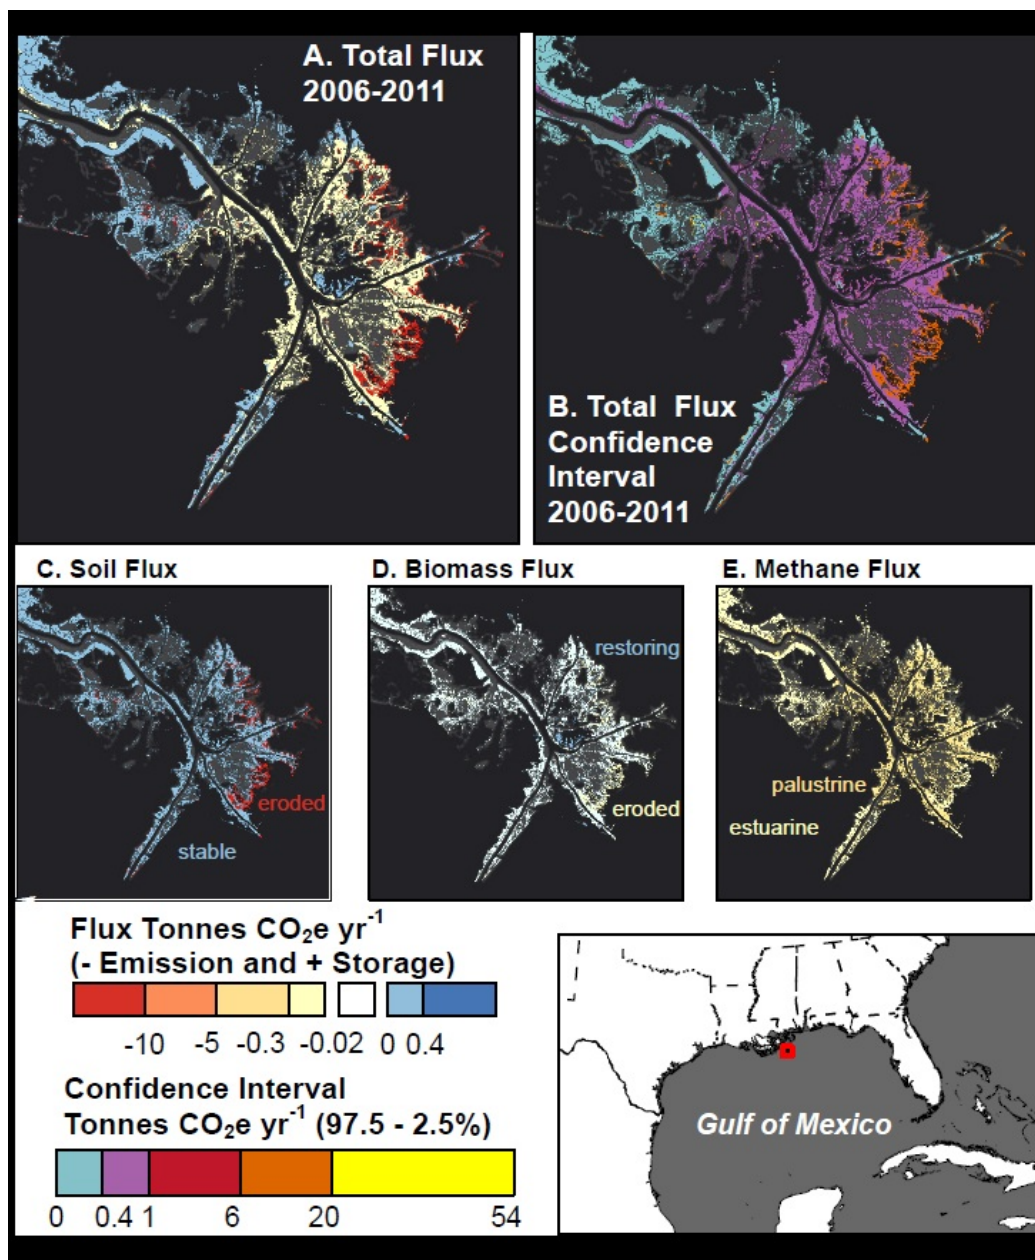 A. Total Flux
2006-2011
B. Total Flux
Confidence
Interval
2006-2011
C. Soil Flux
D. Biomass Flux
E. Methane Flux
eroded
stable
restoring
eroded
palustrine
estuarine
Flux Tonnes CO₂e yr⁻¹
(- Emission and + Storage)
-10 -5 -0.3 -0.02 0 0.4
Confidence Interval
Tonnes CO₂e yr⁻¹ (97.5 - 2.5%)
0 0.4 1 6 20 54
Gulf of Mexico